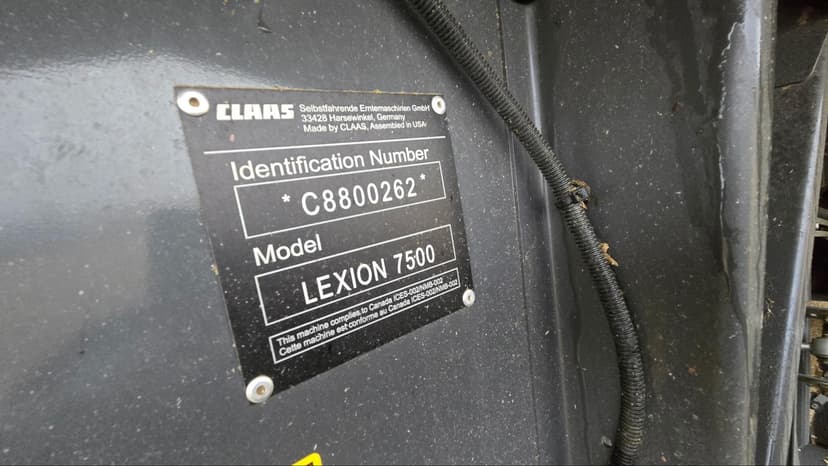 CLAAS Selbstfahrende Erntemaschinen GmbH
33428 Harsewinkel, Germany
Made by CLAAS, Assembled in USA
Identification Number
*C8800262*
Model
LEXION 7500
This machine complies to Canada ICES-002/NMB-002
Cette machine est conforme au Canada ICES-002/NMB-002